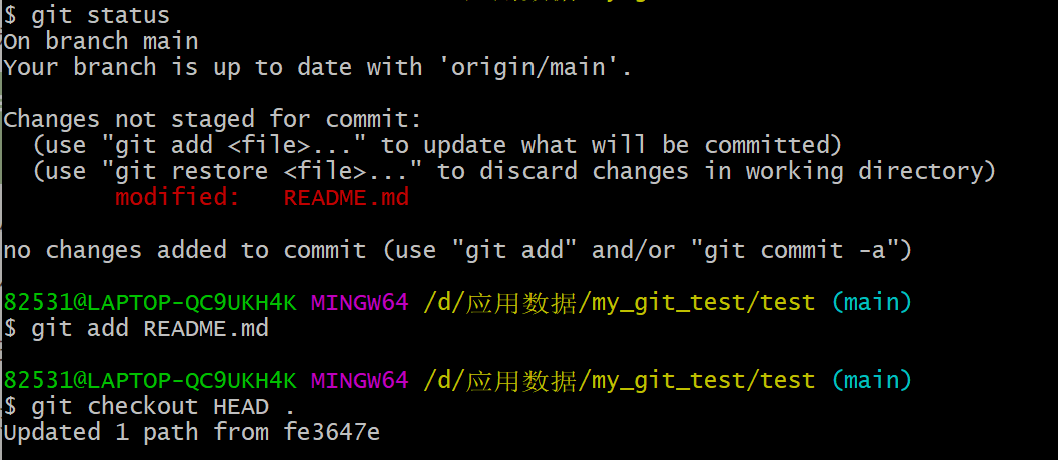 $ git status
On branch main
Your branch is up to date with 'origin/main'.
Changes not staged for commit:
(use "git add <file>..." to update what will be committed)
(use "git restore <file>..." to discard changes in working directory)
modified: README.md
no changes added to commit (use "git add" and/or "git commit -a")
82531@LAPTOP-QC9UKH4K MINGW64 /d/应用数据/my_git_test/test (main)
$ git add README.md
82531@LAPTOP-QC9UKH4K MINGW64 /d/应用数据/my_git_test/test (main)
$ git checkout HEAD .
Updated 1 path from fe3647e